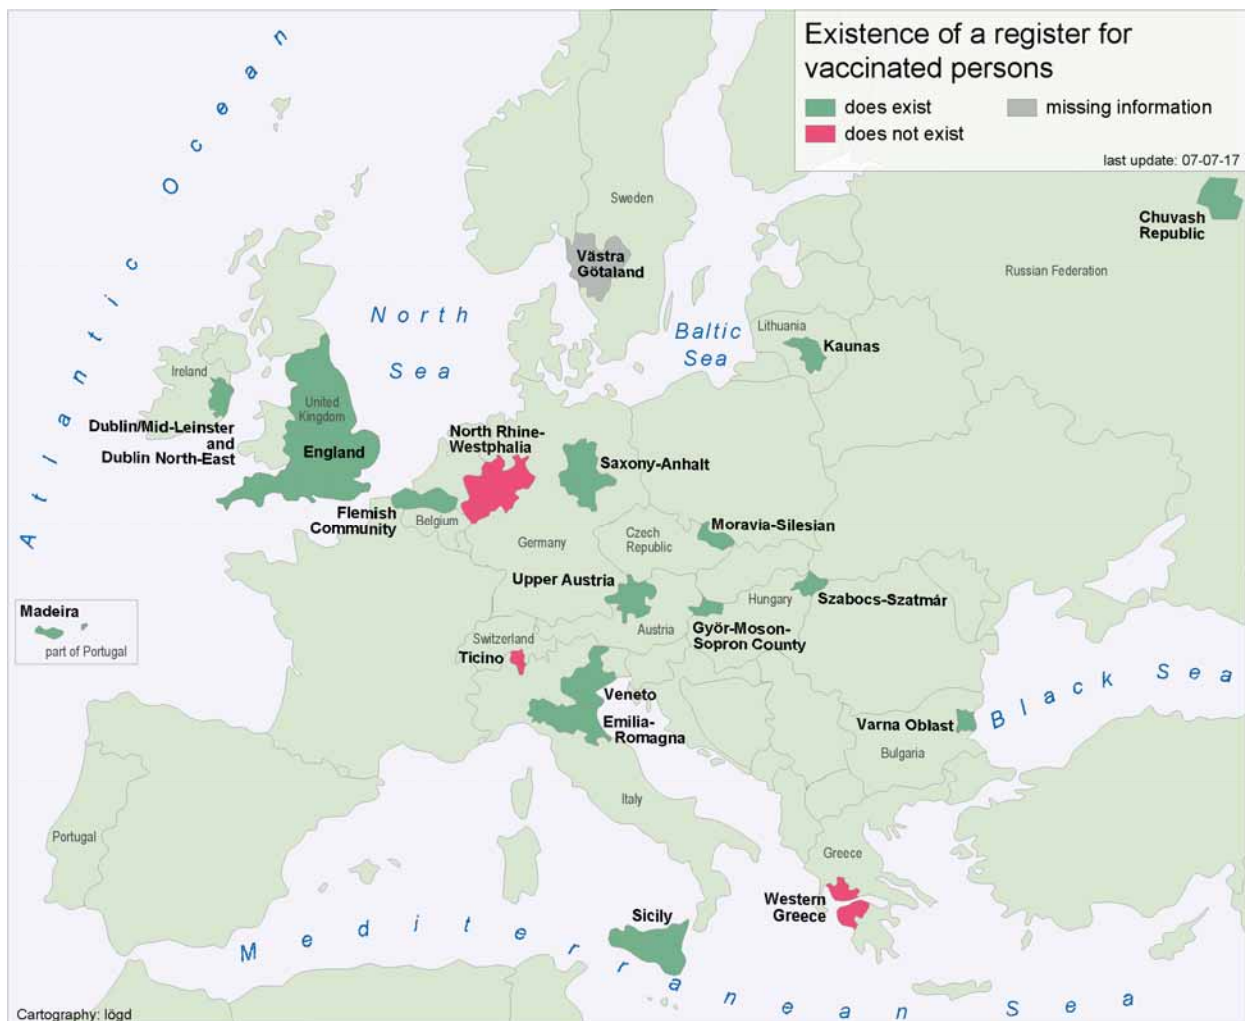 Existence of a register for
vaccinated persons
does exist
missing information
does not exist
last update: 07-07-17
Atlantic Ocean
Sweden
Chuvash
Republic
Västra
Götaland
Russian Federation
North
Sea
Baltic
Sea
Lithuania
Kaunas
Ireland
United
Kingdom
Dublin/Mid-Leinster
and
Dublin North-East
England
North Rhine-
Westphalia
Saxony-Anhalt
Flemish
Community
Belgium
Moravia-Silesian
Czech
Republic
Germany
Upper Austria
Hungary
Szabocs-Szatmár
Madeira
part of Portugal
Austria
Györ-Moson-
Sopron County
Switzerland
Ticino
Veneto
Emilia-
Romagna
Black Sea
Varna Oblast
Bulgaria
Italy
Portugal
Greece
Western
Greece
Sicily
Mediterranean Sea
Cartography: lögd